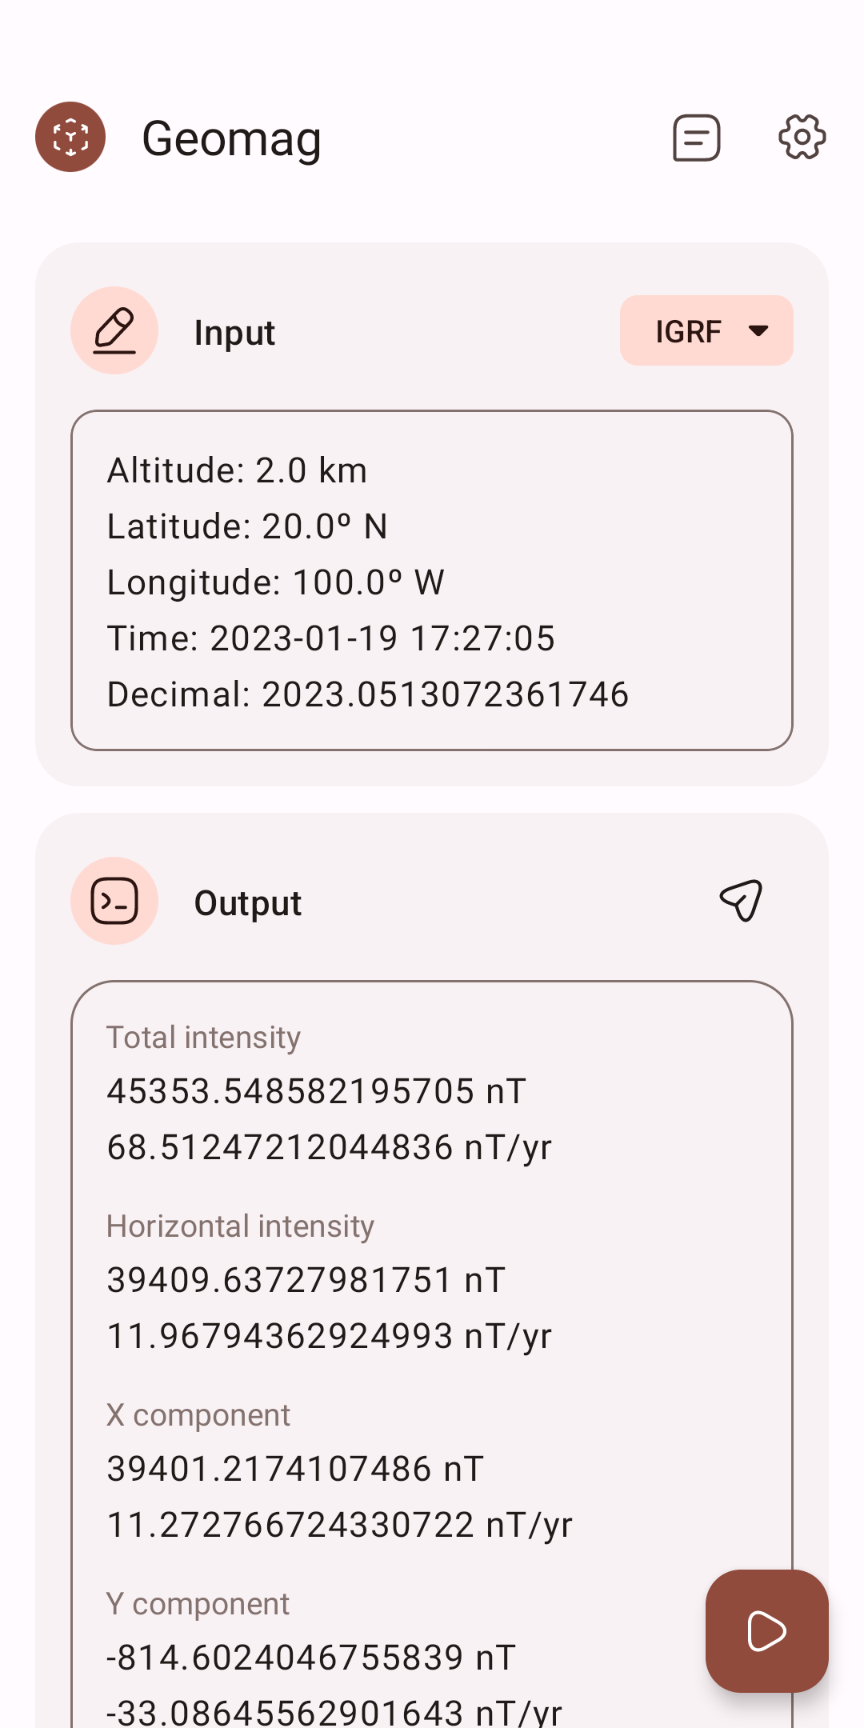 Geomag
Input
IGRF
Altitude: 2.0 km
Latitude: 20.0º N
Longitude: 100.0º W
Time: 2023-01-19 17:27:05
Decimal: 2023.0513072361746
Output
Total intensity
45353.548582195705 nT
68.51247212044836 nT/yr
Horizontal intensity
39409.63727981751 nT
11.96794362924993 nT/yr
X component
39401.2174107486 nT
11.272766724330722 nT/yr
Y component
-814.6024046755839 nT
-33.08645562901643 nT/yr